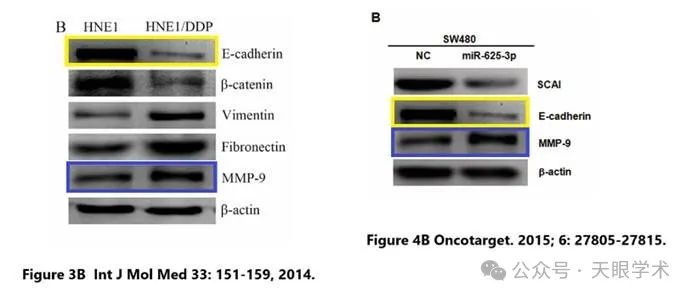 B
HNE1 HNE1/DDP
E-cadherin
β-catenin
Vimentin
Fibronectin
MMP-9
β-actin
Figure 3B Int J Mol Med 33: 151-159, 2014.
B
SW480
NC miR-625-3p
SCAI
E-cadherin
MMP-9
β-actin
Figure 4B Oncotarget. 2015; 6: 27805-27815.
公众号 · 天眼学术